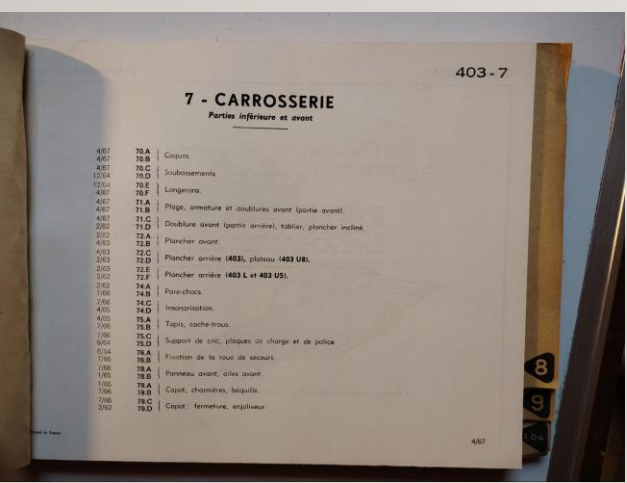 403-7
7 - CARROSSERIE
Parties inférieure et avant
4/67 70.A
4/67 70.B Coques.
4/67 70.C
12/64 70.D Soubassements.
12/64 70.E
4/67 70.F Longerons.
4/67 71.A
4/67 71.B Plage, armature et doublures avant (partie avant).
4/67 71.C
2/62 71.D Doublure avant (partie arrière), tablier, plancher incliné.
2/62 72.A
4/63 72.B Plancher avant.
4/63 72.C
2/63 72.D Plancher arrière (403), plateau (403 U8).
2/63 72.E
2/62 72.F Plancher arrière (403 L et 403 U5).
2/62 74.A
7/66 74.B Pare-chocs.
7/66 74.C
4/65 74.D Insonorisation.
4/65 75.A
7/66 75.B Tapis, cache-trous.
7/66 75.C
6/64 75.D Support de cric, plaques de charge et de police.
6/64 76.A
7/66 76.B Fixation de la roue de secours.
7/66 78.A
1/65 78.B Panneau avant, ailes avant.
1/65 79.A
7/66 79.B Capot, charnières, béquille.
7/66 79.C
2/62 79.D Capot : fermeture, enjoliveur.
8
9
in France
4/67